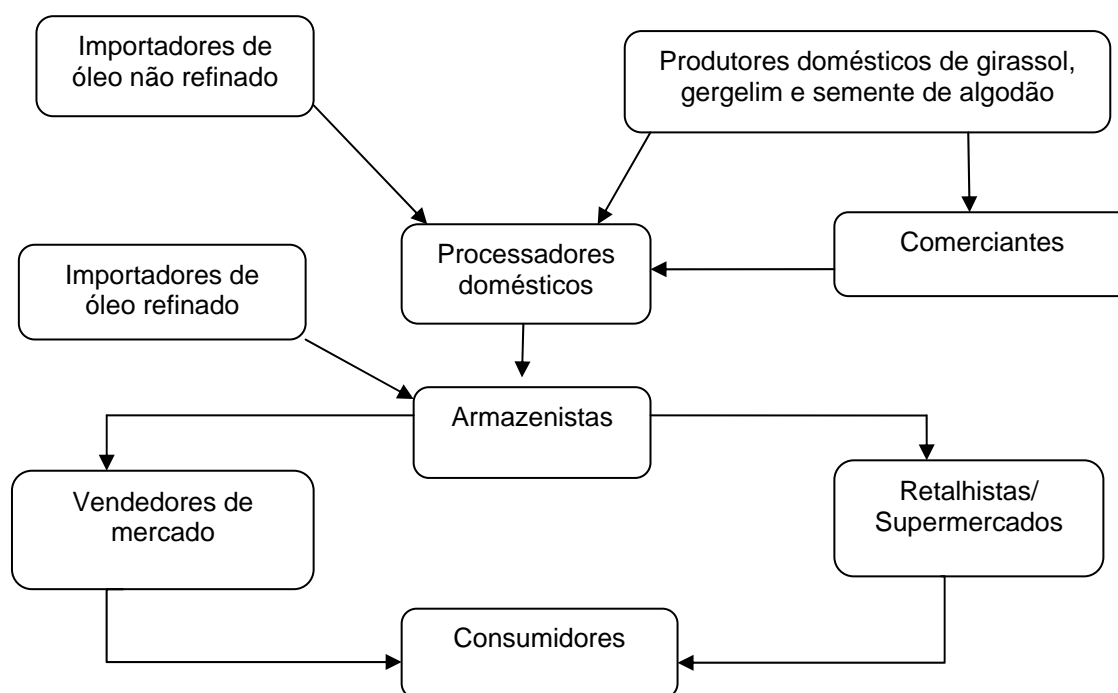 Importadores de
óleo não refinado
Produtores domésticos de girassol,
gergelim e semente de algodão
Processadores
domésticos
Comerciantes
Importadores de
óleo refinado
Armazenistas
Vendedores de
mercado
Retalhistas/
Supermercados
Consumidores